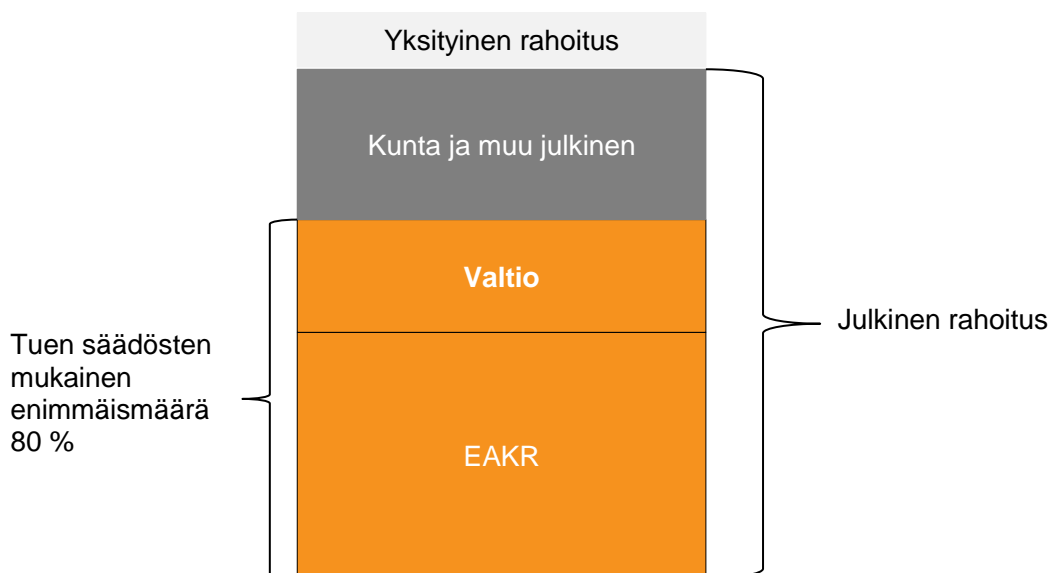 Yksityinen rahoitus
Kunta ja muu julkinen
Valtio
Julkinen rahoitus
Tuen säädösten
mukainen
enimmäismäärä
80 %
EAKR